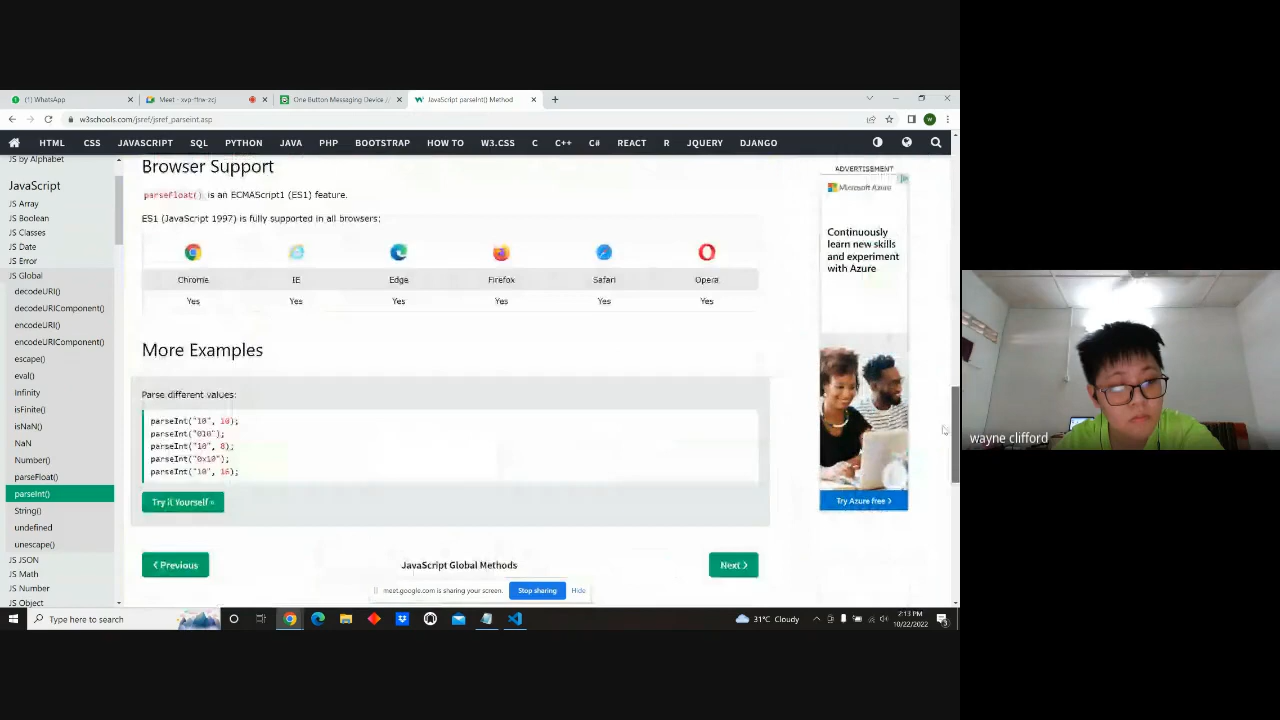 (1) WhatsApp
Meet - xvp-ftrw-zcj
One Button Messaging Device //
JavaScript parseInt() Method
w3schools.com/jsref/jsref_parseint.asp
HTML CSS JAVASCRIPT SQL PYTHON JAVA PHP BOOTSTRAP HOW TO W3.CSS C C++ C# REACT R JQUERY DJANGO
JS by Alphabet
JavaScript
JS Array
JS Boolean
JS Classes
JS Date
JS Error
JS Global
decodeURI()
decodeURIComponent()
encodeURI()
encodeURIComponent()
escape()
eval()
Infinity
isFinite()
isNaN()
NaN
Number()
parseFloat()
parseInt()
String()
undefined
unescape()
JS JSON
JS Math
JS Number
JS Object
Browser Support
parseFloat() is an ECMAScript1 (ES1) feature.
ES1 (JavaScript 1997) is fully supported in all browsers:
Chrome IE Edge Firefox Safari Opera
Yes Yes Yes Yes Yes Yes
More Examples
Parse different values:
parseInt("10", 10);
parseInt("010");
parseInt("10", 8);
parseInt("0x10");
parseInt("10", 16);
Try it Yourself »
❮ Previous
JavaScript Global Methods
Next ❯
meet.google.com is sharing your screen. Stop sharing Hide
ADVERTISEMENT
Microsoft Azure
Continuously
learn new skills
and experiment
with Azure
Try Azure free ❯
Type here to search
31°C Cloudy
2:13 PM
10/22/2022
wayne clifford